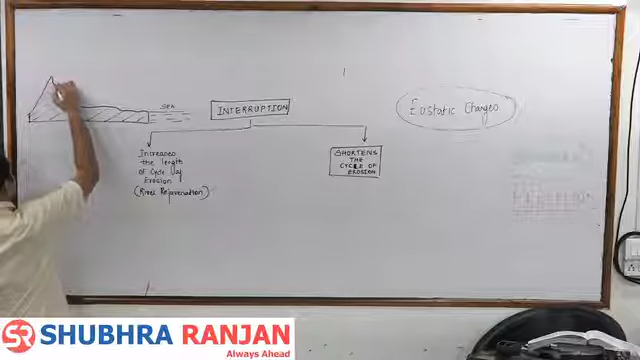 SEA
INTERRUPTION
Eustatic Changes
Increases
the length
of Cycle of
Erosion
(River Rejuvenation)
SHORTENS
THE
CYCLE OF
EROSION
SR SHUBHRA RANJAN
Always Ahead